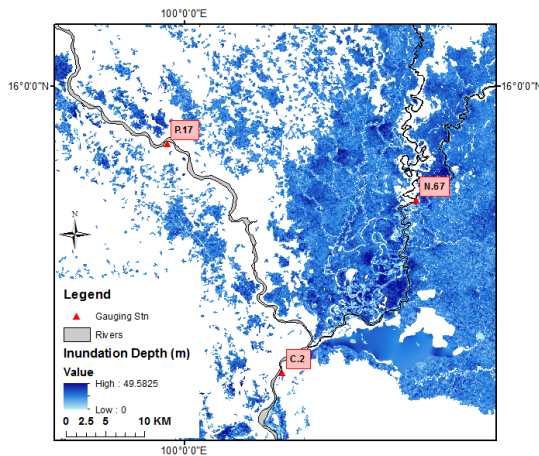 100°0'0"E
16°0'0"N
16°0'0"N
P.17
N.67
N
Legend
Gauging Stn
Rivers
Inundation Depth (m)
Value
High : 49.5825
Low : 0
0 2.5 5 10 KM
C.2
100°0'0"E